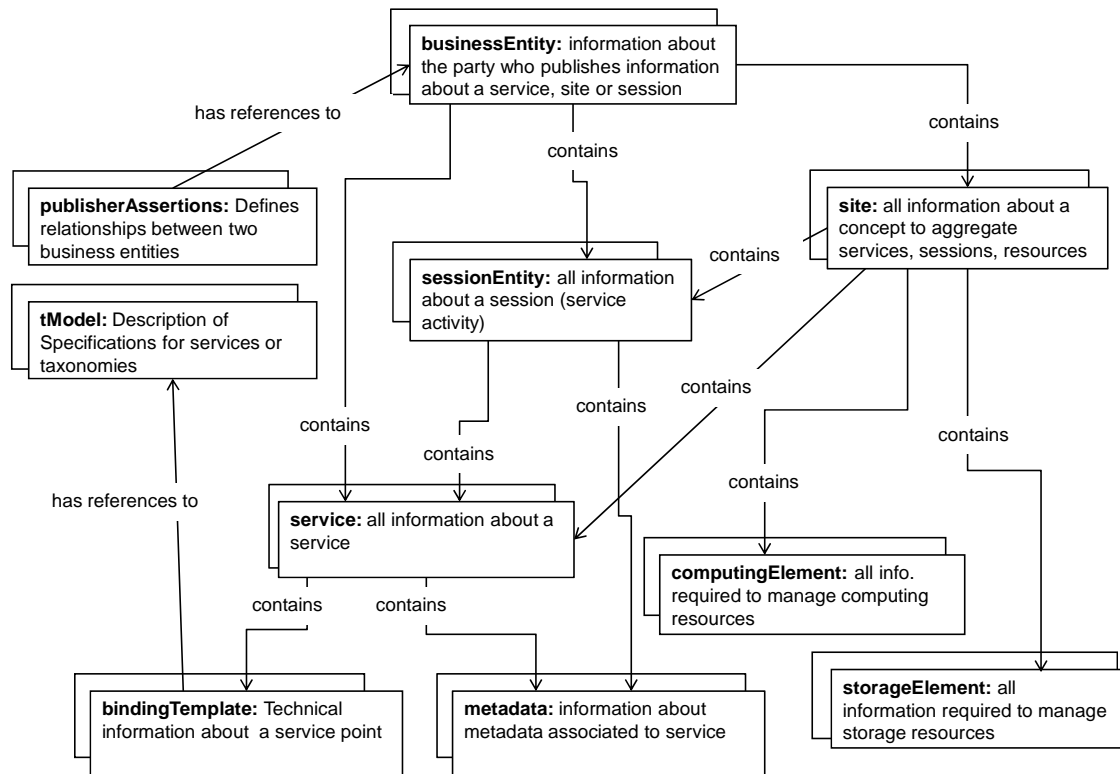 businessEntity: information about
the party who publishes information
about a service, site or session
has references to
contains
contains
publisherAssertions: Defines
relationships between two
business entities
site: all information about a
concept to aggregate
services, sessions, resources
contains
sessionEntity: all information
about a session (service
activity)
tModel: Description of
Specifications for services or
taxonomies
contains
contains
contains
contains
contains
contains
has references to
service: all information about a
service
computingElement: all info.
required to manage computing
resources
contains
contains
storageElement: all
information required to manage
storage resources
bindingTemplate: Technical
information about  a service point
metadata: information about
metadata associated to service